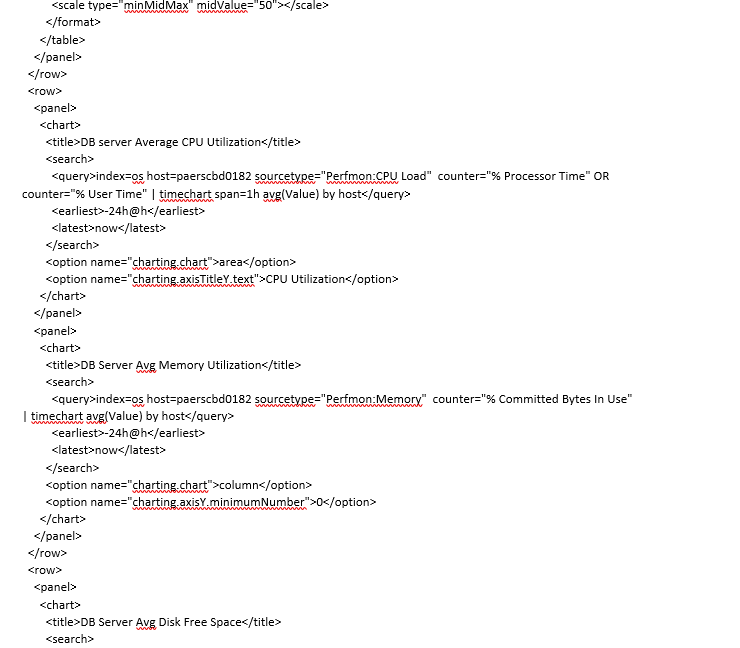 <scale type="minMidMax" midValue="50"></scale>
</format>
</table>
</panel>
</row>
<row>
<panel>
<chart>
<title>DB server Average CPU Utilization</title>
<search>
<query>index=os host=paerscbd0182 sourcetype="Perfmon:CPU Load"  counter="% Processor Time" OR
counter="% User Time" | timechart span=1h avg(Value) by host</query>
<earliest>-24h@h</earliest>
<latest>now</latest>
</search>
<option name="charting.chart">area</option>
<option name="charting.axisTitleY.text">CPU Utilization</option>
</chart>
</panel>
<panel>
<chart>
<title>DB Server Avg Memory Utilization</title>
<search>
<query>index=os host=paerscbd0182 sourcetype="Perfmon:Memory"  counter="% Committed Bytes In Use"
| timechart avg(Value) by host</query>
<earliest>-24h@h</earliest>
<latest>now</latest>
</search>
<option name="charting.chart">column</option>
<option name="charting.axisY.minimumNumber">0</option>
</chart>
</panel>
</row>
<row>
<panel>
<chart>
<title>DB Server Avg Disk Free Space</title>
<search>